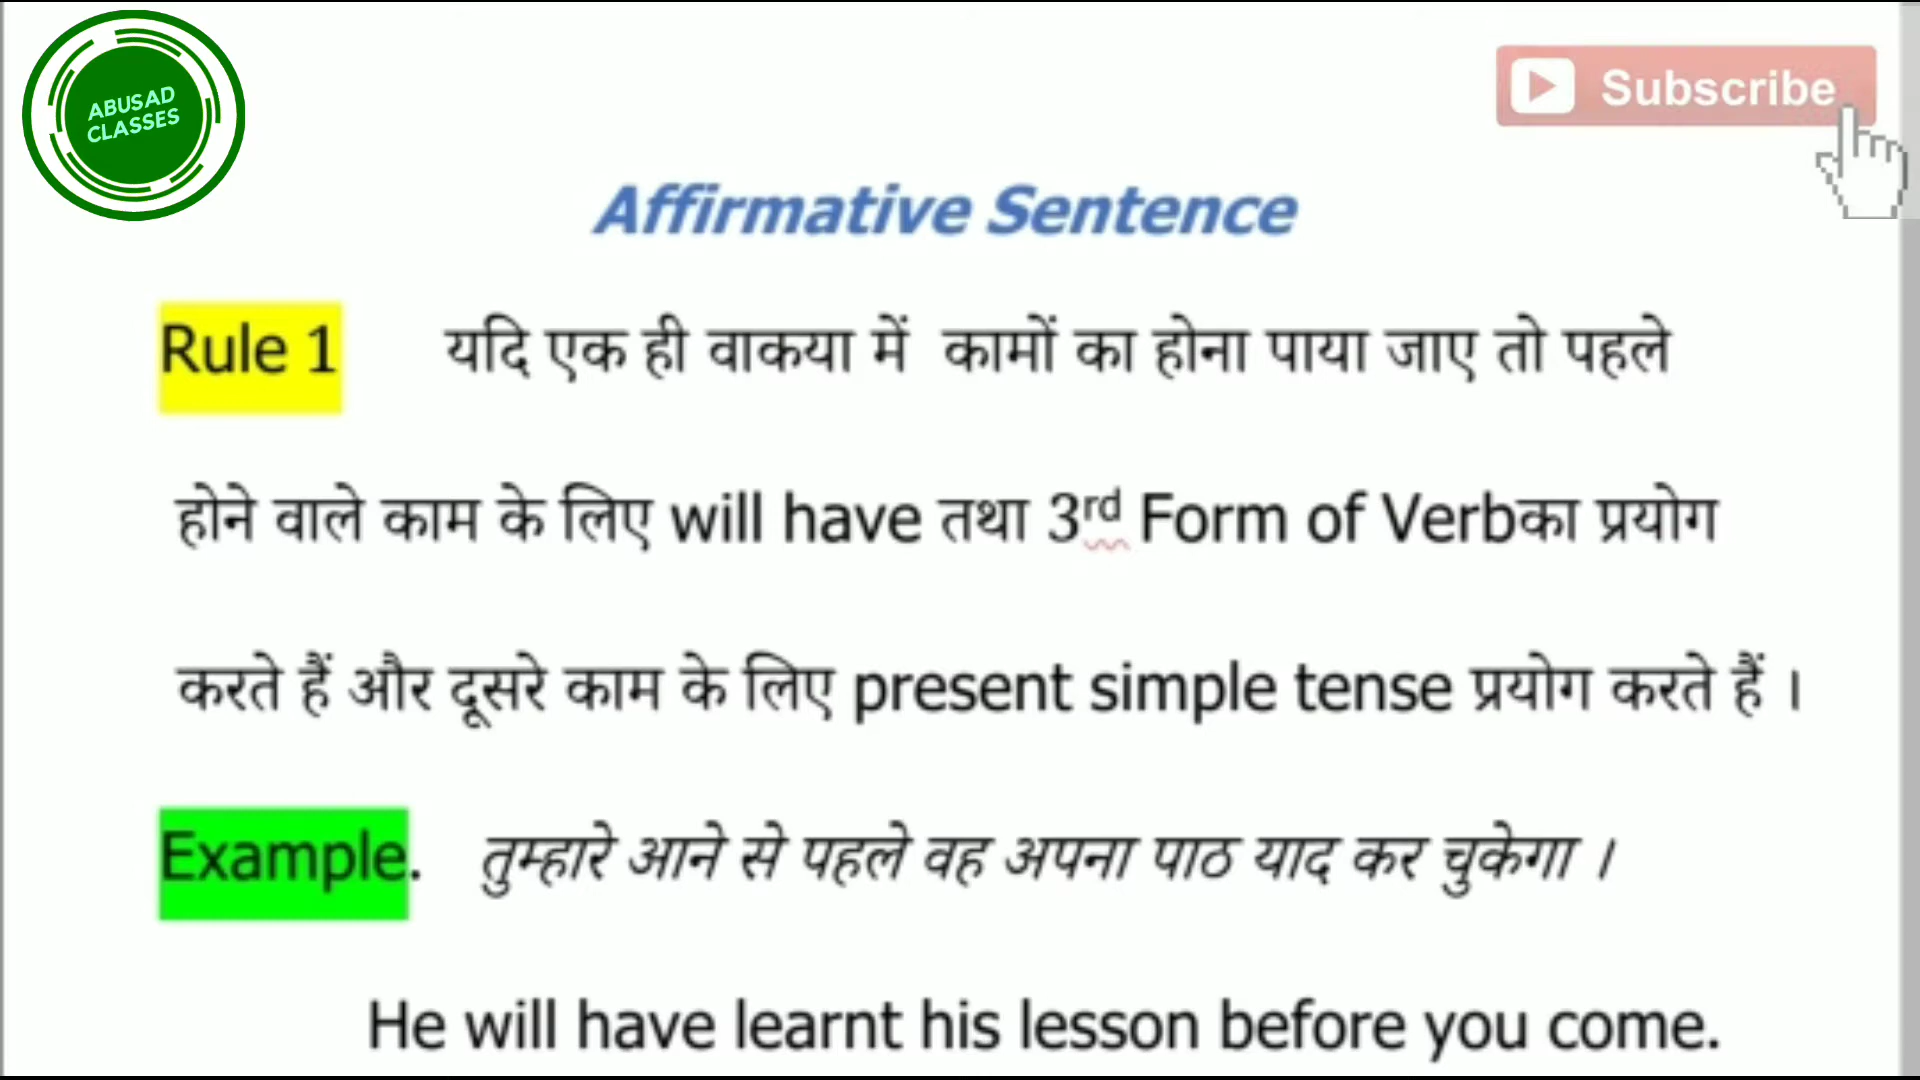 ABUSAD
CLASSES
Subscribe
Affirmative Sentence
Rule 1 यदि एक ही वाकया में कामों का होना पाया जाए तो पहले
होने वाले काम के लिए will have तथा 3rd Form of Verbका प्रयोग
करते हैं और दूसरे काम के लिए present simple tense प्रयोग करते हैं ।
Example. तुम्हारे आने से पहले वह अपना पाठ याद कर चुकेगा ।
He will have learnt his lesson before you come.